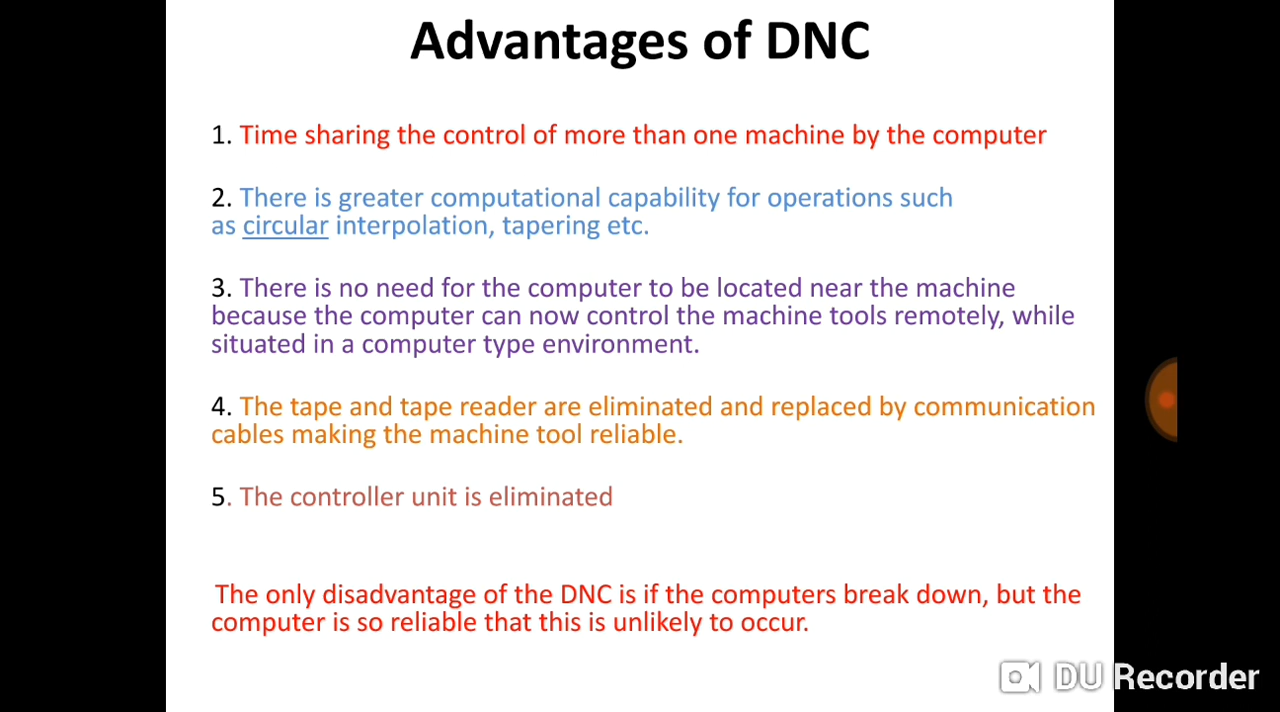 Advantages of DNC
1. Time sharing the control of more than one machine by the computer
2. There is greater computational capability for operations such
as circular interpolation, tapering etc.
3. There is no need for the computer to be located near the machine
because the computer can now control the machine tools remotely, while
situated in a computer type environment.
4. The tape and tape reader are eliminated and replaced by communication
cables making the machine tool reliable.
5. The controller unit is eliminated
The only disadvantage of the DNC is if the computers break down, but the
computer is so reliable that this is unlikely to occur.
DU Recorder